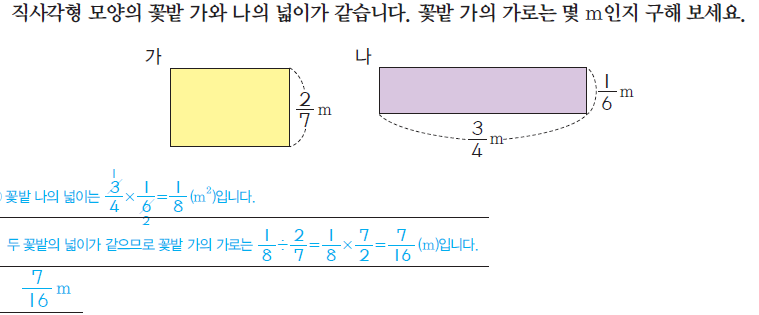 직사각형 모양의 꽃밭 가와 나의 넓이가 같습니다. 꽃밭 가의 가로는 몇 m인지 구해 보세요.
가
나
2/7 m
1/6 m
3/4 m
꽃밭 나의 넓이는 3/4 × 1/6 = 1/8 (m²)입니다.
1
2
두 꽃밭의 넓이가 같으므로 꽃밭 가의 가로는 1/8 ÷ 2/7 = 1/8 × 7/2 = 7/16 (m)입니다.
7/16 m